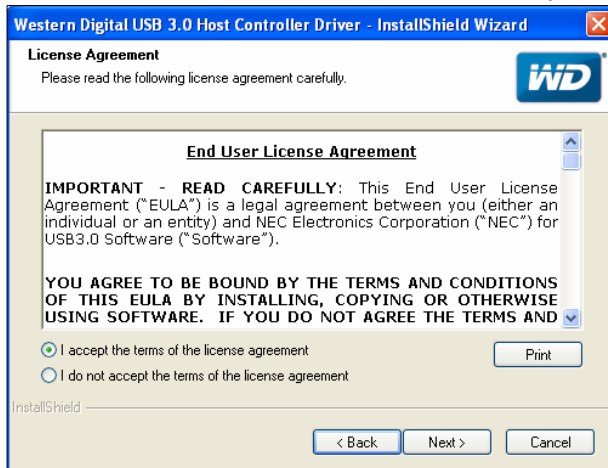 Western Digital USB 3.0 Host Controller Driver - InstallShield Wizard
License Agreement
Please read the following license agreement carefully.
WD
End User License Agreement
IMPORTANT - READ CAREFULLY: This End User License
Agreement ("EULA") is a legal agreement between you (either an
individual or an entity) and NEC Electronics Corporation ("NEC") for
USB3.0 Software ("Software").
YOU AGREE TO BE BOUND BY THE TERMS AND CONDITIONS
OF THIS EULA BY INSTALLING, COPYING OR OTHERWISE
USING SOFTWARE. IF YOU DO NOT AGREE THE TERMS AND
I accept the terms of the license agreement
Print
I do not accept the terms of the license agreement
InstallShield
< Back
Next >
Cancel